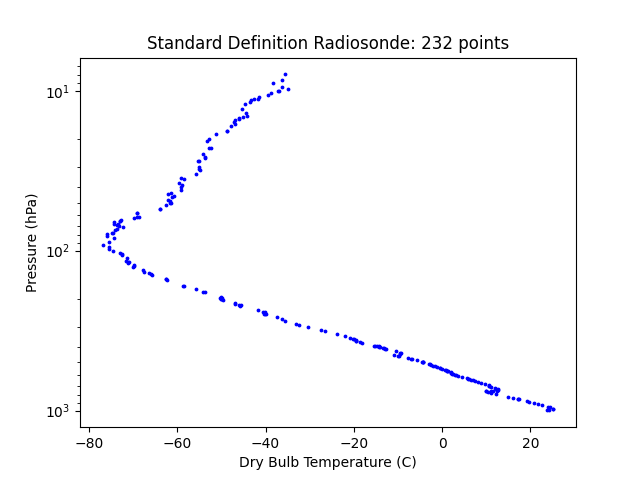 Standard Definition Radiosonde: 232 points
Pressure (hPa)
10¹
10²
10³
−80 −60 −40 −20 0 20
Dry Bulb Temperature (C)